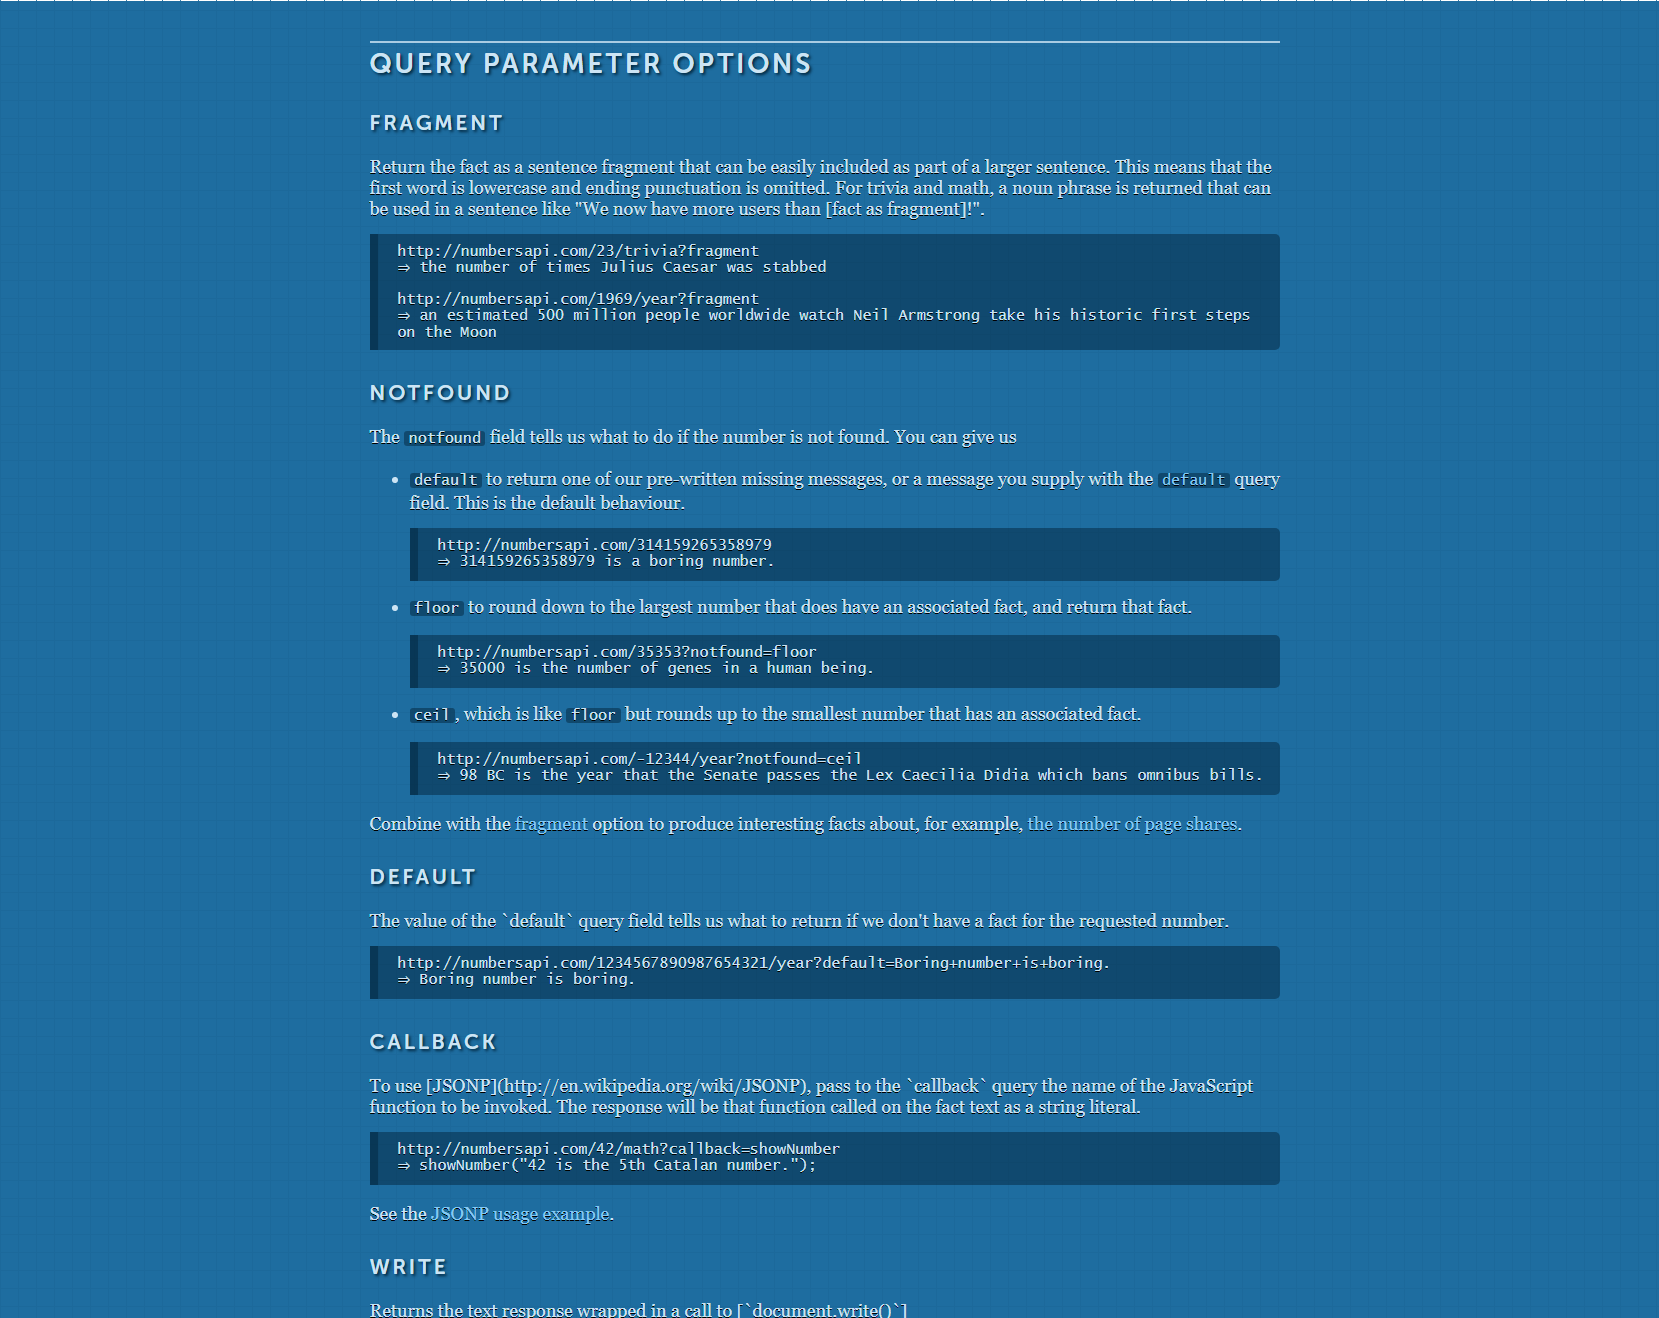 QUERY PARAMETER OPTIONS
FRAGMENT
Return the fact as a sentence fragment that can be easily included as part of a larger sentence. This means that the
first word is lowercase and ending punctuation is omitted. For trivia and math, a noun phrase is returned that can
be used in a sentence like "We now have more users than [fact as fragment]!".
http://numbersapi.com/23/trivia?fragment
⇒ the number of times Julius Caesar was stabbed
http://numbersapi.com/1969/year?fragment
⇒ an estimated 500 million people worldwide watch Neil Armstrong take his historic first steps
on the Moon
NOTFOUND
The notfound field tells us what to do if the number is not found. You can give us
• default to return one of our pre-written missing messages, or a message you supply with the default query
field. This is the default behaviour.
http://numbersapi.com/314159265358979
⇒ 314159265358979 is a boring number.
• floor to round down to the largest number that does have an associated fact, and return that fact.
http://numbersapi.com/35353?notfound=floor
⇒ 35000 is the number of genes in a human being.
• ceil, which is like floor but rounds up to the smallest number that has an associated fact.
http://numbersapi.com/-12344/year?notfound=ceil
⇒ 98 BC is the year that the Senate passes the Lex Caecilia Didia which bans omnibus bills.
Combine with the fragment option to produce interesting facts about, for example, the number of page shares.
DEFAULT
The value of the `default` query field tells us what to return if we don't have a fact for the requested number.
http://numbersapi.com/1234567890987654321/year?default=Boring+number+is+boring.
⇒ Boring number is boring.
CALLBACK
To use [JSONP](http://en.wikipedia.org/wiki/JSONP), pass to the `callback` query the name of the JavaScript
function to be invoked. The response will be that function called on the fact text as a string literal.
http://numbersapi.com/42/math?callback=showNumber
⇒ showNumber("42 is the 5th Catalan number.");
See the JSONP usage example.
WRITE
Returns the text response wrapped in a call to [`document.write()`]